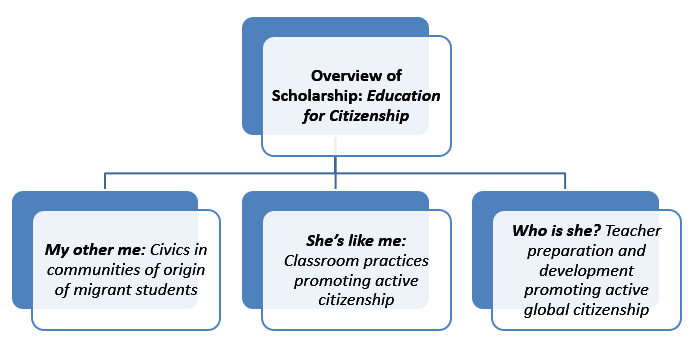 Overview of
Scholarship: Education
for Citizenship
My other me: Civics in
communities of origin
of migrant students
She's like me:
Classroom practices
promoting active
citizenship
Who is she? Teacher
preparation and
development
promoting active
global citizenship